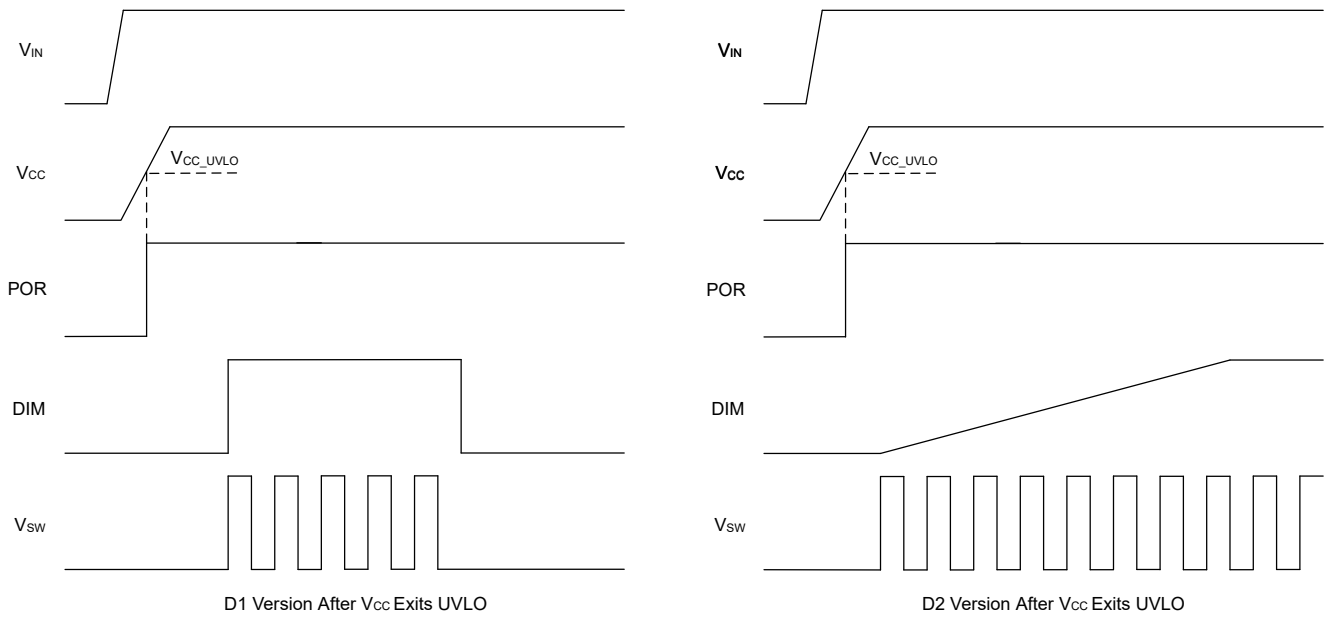 VIN
VCC
VCC_UVLO
POR
DIM
VSW
D1 Version After VCC Exits UVLO
VIN
VCC
VCC_UVLO
POR
DIM
VSW
D2 Version After VCC Exits UVLO